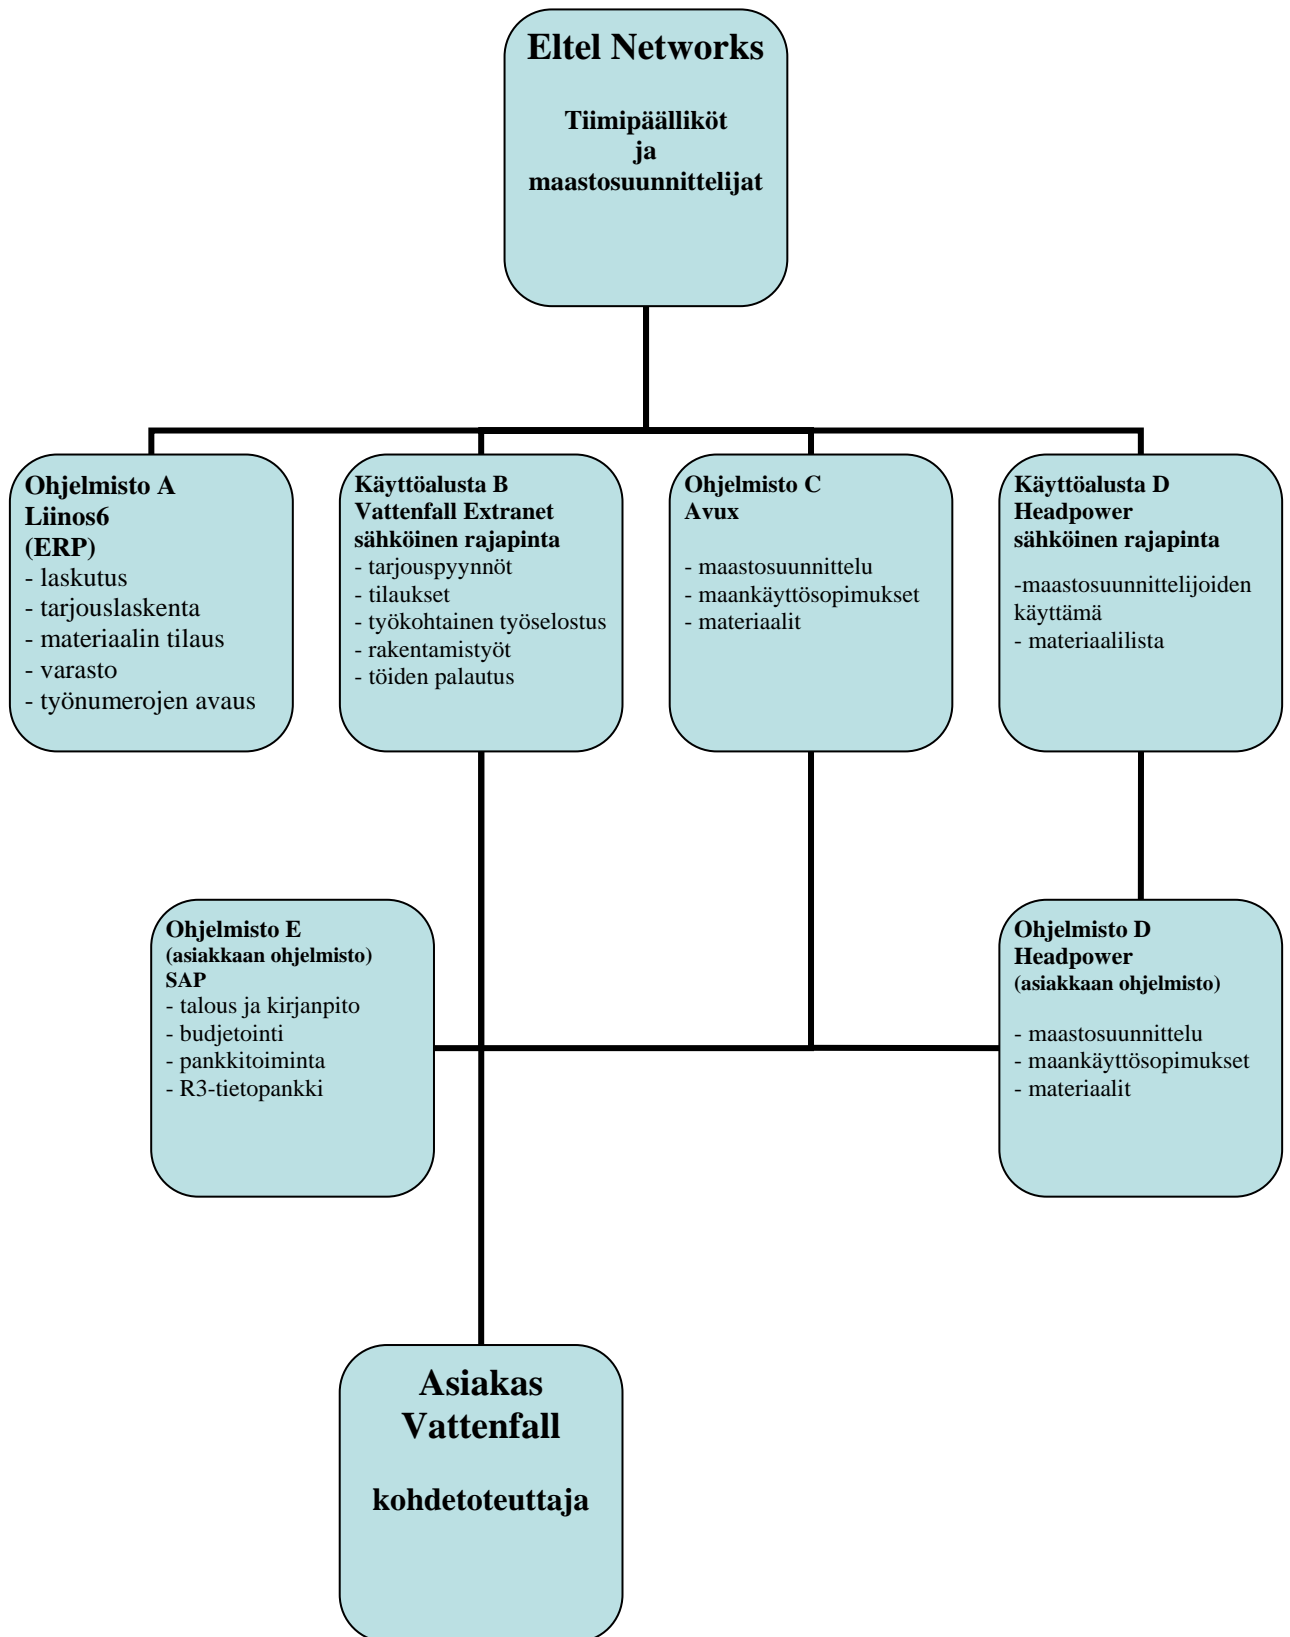 Eltel Networks
Tiimipäälliköt
ja
maastosuunnittelijat
Ohjelmisto A
Liinos6
(ERP)
- laskutus
- tarjouslaskenta
- materiaalin tilaus
- varasto
- työnumerojen avaus
Käyttöalusta B
Vattenfall Extranet
sähköinen rajapinta
- tarjouspyynnöt
- tilaukset
- työkohtainen työselostus
- rakentamistyöt
- töiden palautus
Ohjelmisto C
Avux
- maastosuunnittelu
- maankäyttösopimukset
- materiaalit
Käyttöalusta D
Headpower
sähköinen rajapinta
-maastosuunnittelijoiden
käyttämä
- materiaalilista
Ohjelmisto E
(asiakkaan ohjelmisto)
SAP
- talous ja kirjanpito
- budjetointi
- pankkitoiminta
- R3-tietopankki
Ohjelmisto D
Headpower
(asiakkaan ohjelmisto)
- maastosuunnittelu
- maankäyttösopimukset
- materiaalit
Asiakas
Vattenfall
kohdetoteuttaja